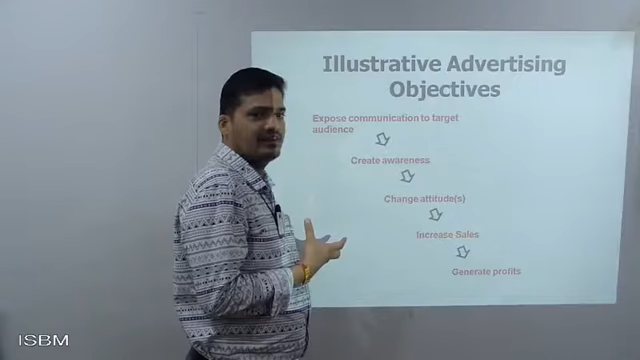 Illustrative Advertising
Objectives
Expose communication to target
audience
Create awareness
Change attitude(s)
Increase Sales
Generate profits
ISBM